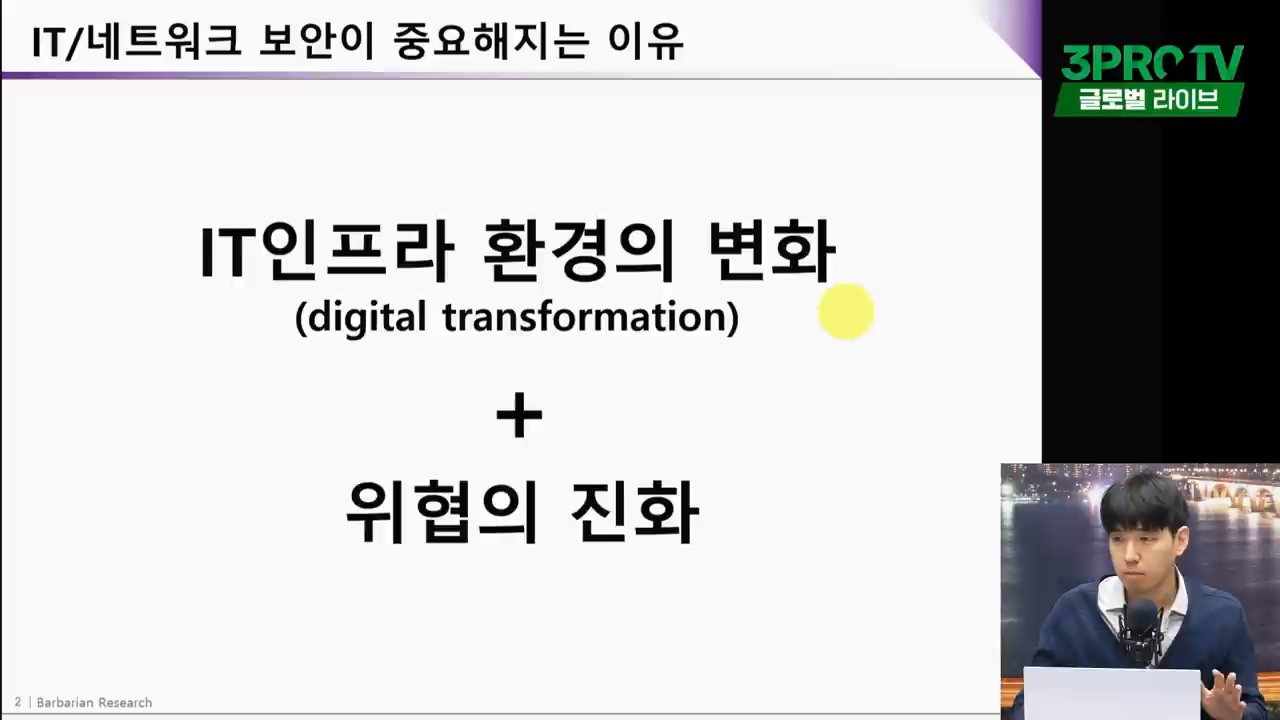 IT/네트워크 보안이 중요해지는 이유
3PRO TV
글로벌 라이브
IT인프라 환경의 변화
(digital transformation)
+
위협의 진화
2 | Barbarian Research